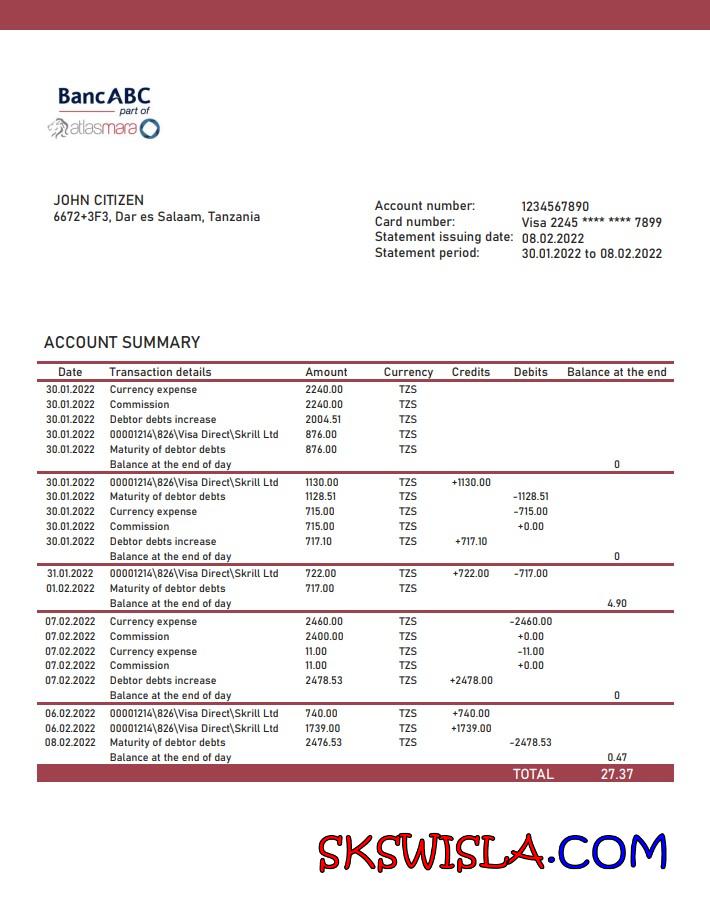 BancABC
part of
atlasmara
JOHN CITIZEN
6672+3F3, Dar es Salaam, Tanzania
Account number: 1234567890
Card number: Visa 2245 **** **** 7899
Statement issuing date: 08.02.2022
Statement period: 30.01.2022 to 08.02.2022
ACCOUNT SUMMARY
Date Transaction details Amount Currency Credits Debits Balance at the end
30.01.2022 Currency expense 2240.00 TZS
30.01.2022 Commission 2240.00 TZS
30.01.2022 Debtor debts increase 2004.51 TZS
30.01.2022 00001214\826\Visa Direct\Skrill Ltd 876.00 TZS
30.01.2022 Maturity of debtor debts 876.00 TZS
Balance at the end of day 0
30.01.2022 00001214\826\Visa Direct\Skrill Ltd 1130.00 TZS +1130.00
30.01.2022 Maturity of debtor debts 1128.51 TZS -1128.51
30.01.2022 Currency expense 715.00 TZS -715.00
30.01.2022 Commission 715.00 TZS +0.00
30.01.2022 Debtor debts increase 717.10 TZS +717.10
Balance at the end of day 0
31.01.2022 00001214\826\Visa Direct\Skrill Ltd 722.00 TZS +722.00 -717.00
01.02.2022 Maturity of debtor debts 717.00 TZS
Balance at the end of day 4.90
07.02.2022 Currency expense 2460.00 TZS -2460.00
07.02.2022 Commission 2400.00 TZS +0.00
07.02.2022 Currency expense 11.00 TZS -11.00
07.02.2022 Commission 11.00 TZS +0.00
07.02.2022 Debtor debts increase 2478.53 TZS +2478.00
Balance at the end of day 0
06.02.2022 00001214\826\Visa Direct\Skrill Ltd 740.00 TZS +740.00
06.02.2022 00001214\826\Visa Direct\Skrill Ltd 1739.00 TZS +1739.00
08.02.2022 Maturity of debtor debts 2476.53 TZS -2478.53
Balance at the end of day 0.47
TOTAL 27.37
SKSWISLA.COM